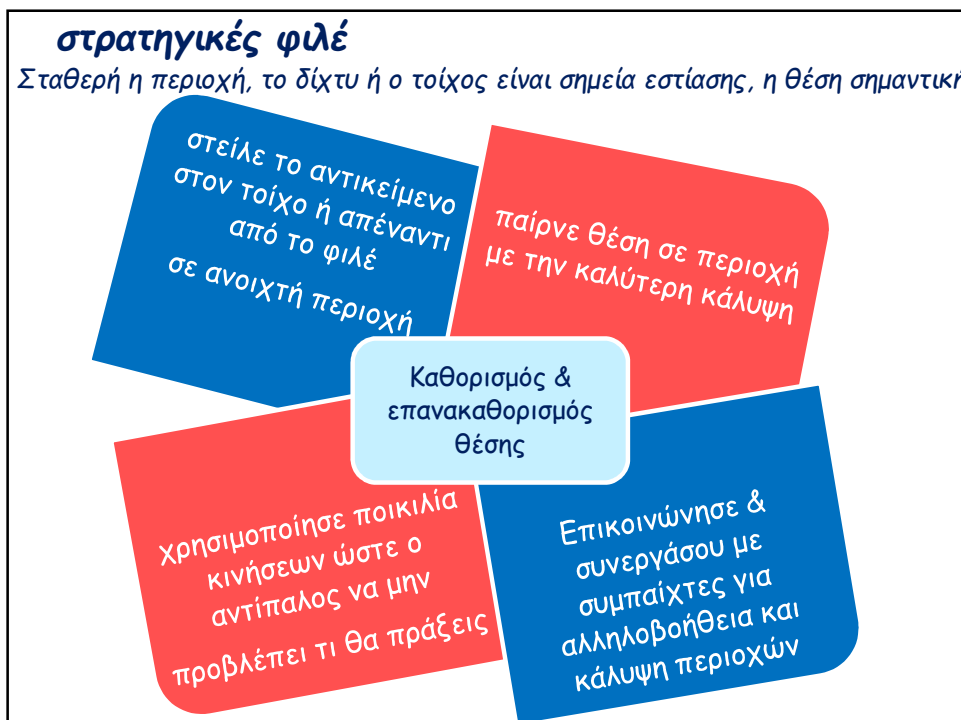 στρατηγικές φιλέ
Σταθερή η περιοχή, το δίχτυ ή ο τοίχος είναι σημεία εστίασης, η θέση σημαντική
στείλε το αντικείμενο
στον τοίχο ή απέναντι
από το φιλέ
σε ανοιχτή περιοχή
παίρνε θέση σε περιοχή
με την καλύτερη κάλυψη
Καθορισμός &
επανακαθορισμός
θέσης
χρησιμοποίησε ποικιλία
κινήσεων ώστε ο
αντίπαλος να μην
προβλέπει τι θα πράξεις
Επικοινώνησε &
συνεργάσου με
συμπαίχτες για
αλληλοβοήθεια και
κάλυψη περιοχών